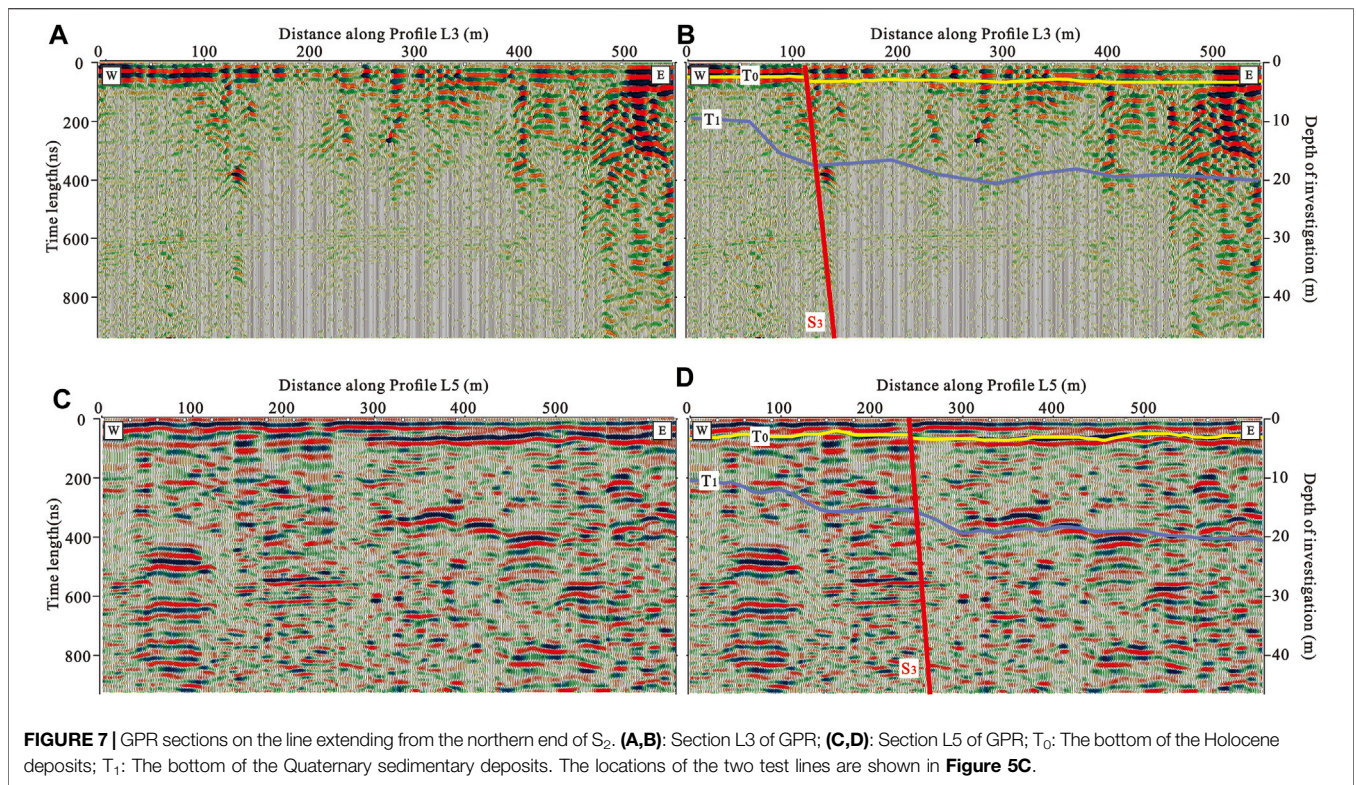 A
Distance along Profile L3 (m)
0 100 200 300 400 500
W E
0
200
400
600
800
Time length(ns)
B
Distance along Profile L3 (m)
0 100 200 300 400 500
W T₀ E
T₁
S₃
0
10
20
30
40
Depth of investigation (m)
C
Distance along Profile L5 (m)
0 100 200 300 400 500
W E
0
200
400
600
800
Time length(ns)
D
Distance along Profile L5 (m)
0 100 200 300 400 500
W T₀ E
T₁
S₃
0
10
20
30
40
Depth of investigation (m)
FIGURE 7 | GPR sections on the line extending from the northern end of S₂. (A,B): Section L3 of GPR; (C,D): Section L5 of GPR; T₀: The bottom of the Holocene
deposits; T₁: The bottom of the Quaternary sedimentary deposits. The locations of the two test lines are shown in Figure 5C.